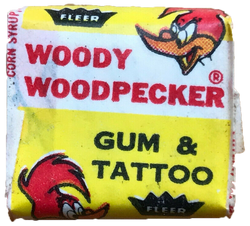 FLEER
CORN SYRUP
WOODY
WOODPECKER®
GUM &
TATTOO
FLEER